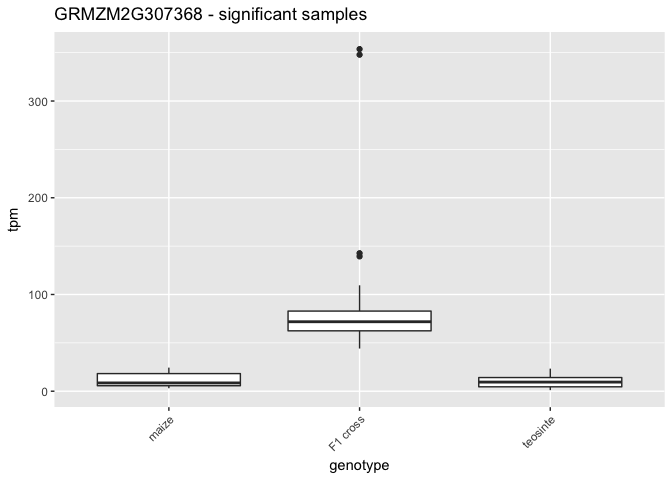 GRMZM2G307368 - significant samples
tpm
300
200
100
0
maize
F1 cross
teosinte
genotype